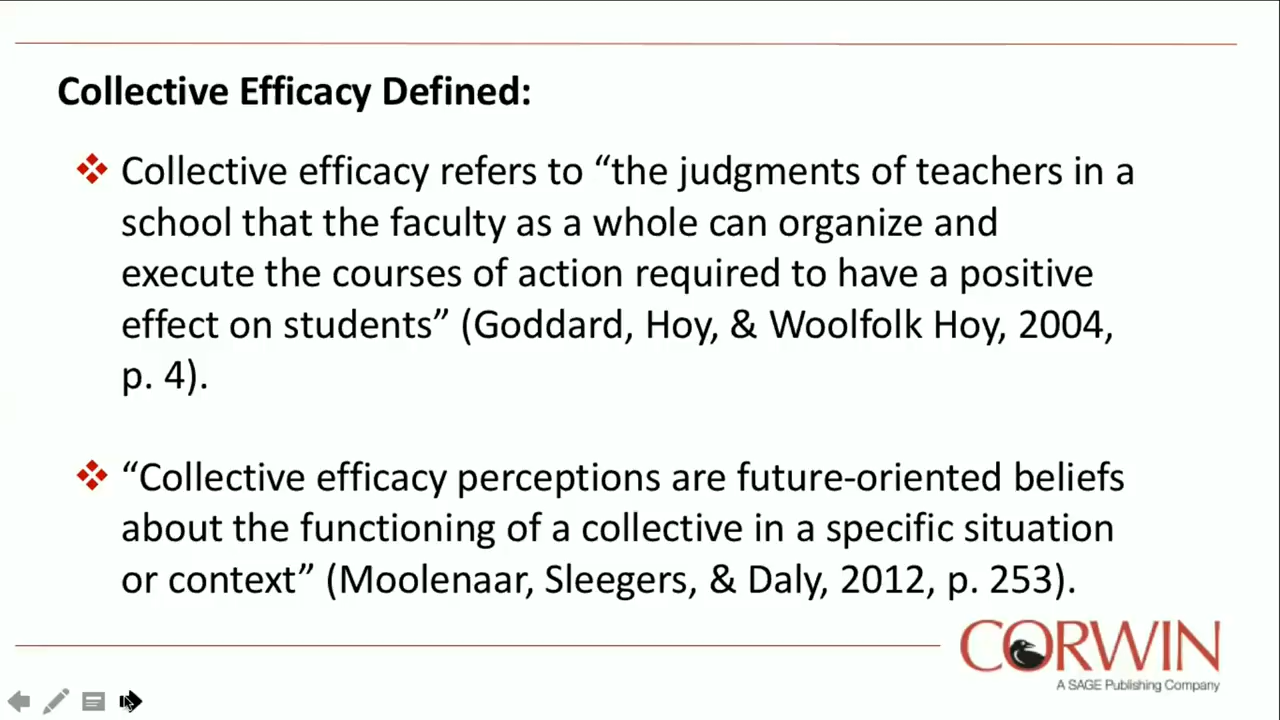 Collective Efficacy Defined:
Collective efficacy refers to “the judgments of teachers in a
school that the faculty as a whole can organize and
execute the courses of action required to have a positive
effect on students” (Goddard, Hoy, & Woolfolk Hoy, 2004,
p. 4).
“Collective efficacy perceptions are future-oriented beliefs
about the functioning of a collective in a specific situation
or context” (Moolenaar, Sleegers, & Daly, 2012, p. 253).
CORWIN
A SAGE Publishing Company